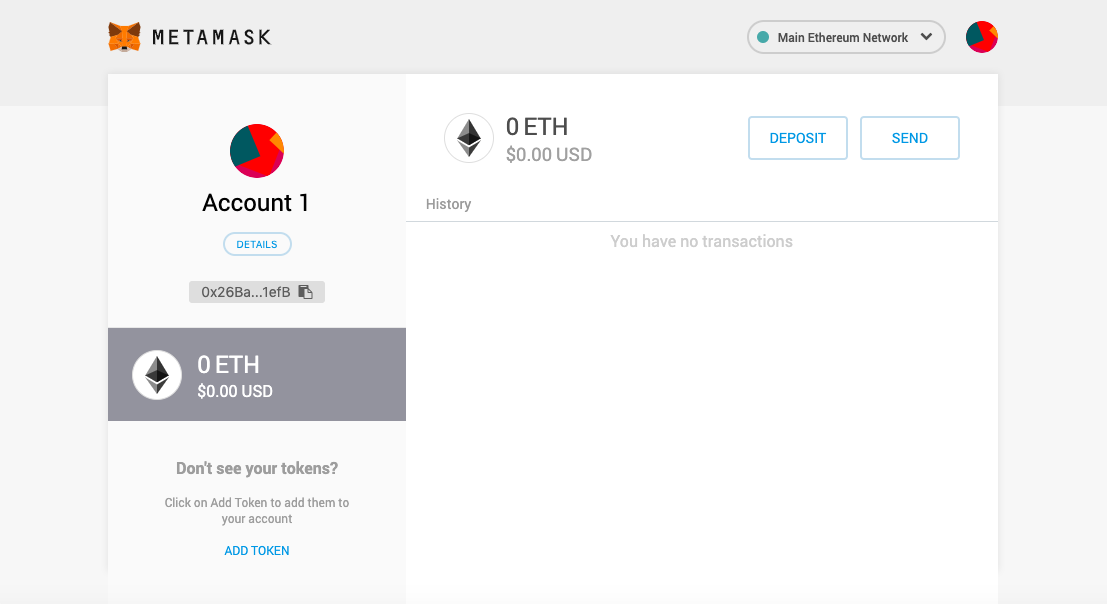 METAMASK
Main Ethereum Network
Account 1
DETAILS
0x26Ba...1efB
0 ETH
$0.00 USD
Don't see your tokens?
Click on Add Token to add them to
your account
ADD TOKEN
0 ETH
$0.00 USD
DEPOSIT
SEND
History
You have no transactions